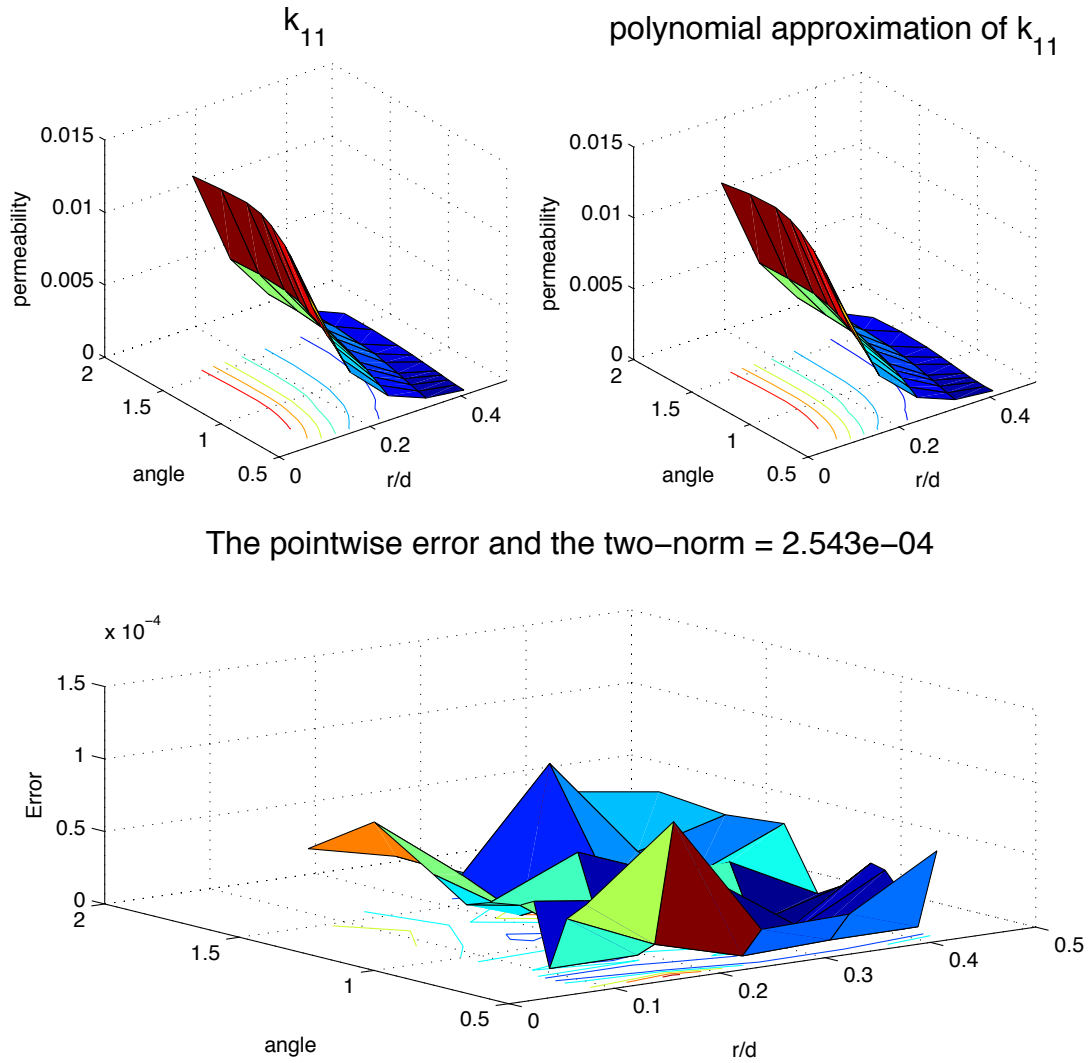 k11
polynomial approximation of k11
0.015
0.01
0.005
0
permeability
2
1.5
1
0.5
angle
0
0.2
0.4
r/d
0.015
0.01
0.005
0
permeability
2
1.5
1
0.5
angle
0
0.2
0.4
r/d
The pointwise error and the two−norm = 2.543e−04
x 10−4
1.5
1
0.5
0
Error
2
1.5
1
0.5
angle
0
0.1
0.2
0.3
0.4
0.5
r/d